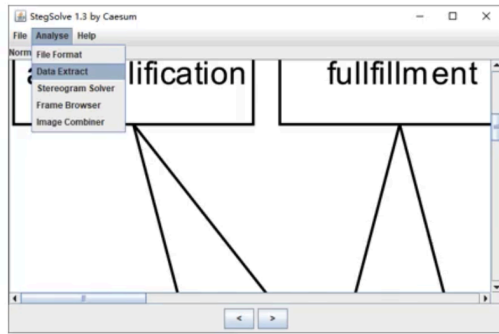 StegSolve 1.3 by Caesum
File Analyse Help
Norm
File Format
Data Extract
Stereogram Solver
Frame Browser
Image Combiner
lification
fullfillment
< >